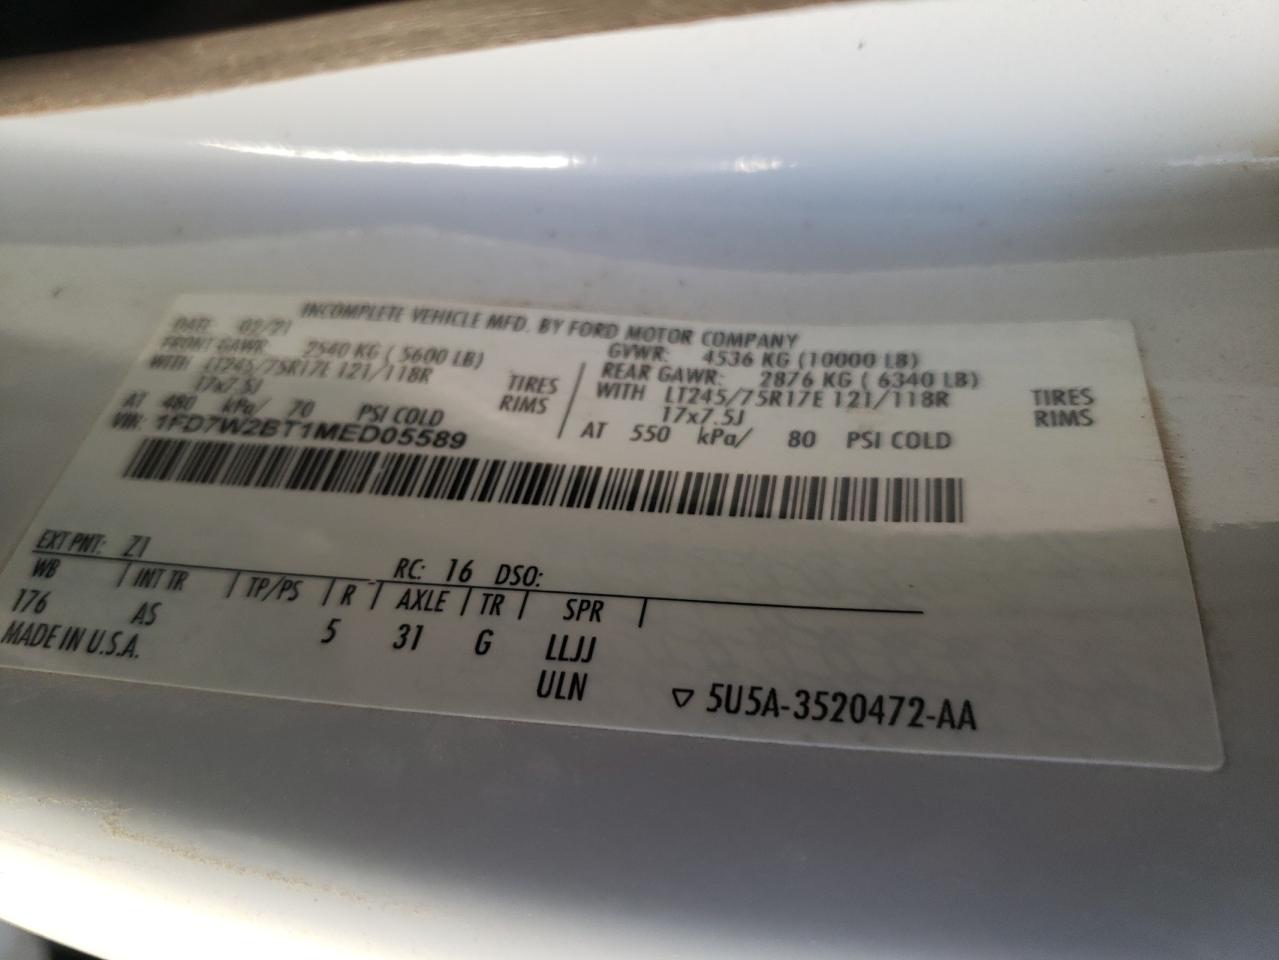 INCOMPLETE VEHICLE MFD. BY FORD MOTOR COMPANY
DATE: 02/21 GVWR: 4536 KG (10000 LB)
FRONT GAWR: 2540 KG ( 5600 LB) REAR GAWR: 2876 KG ( 6340 LB)
WITH LT245/75R17E 121/118R TIRES WITH LT245/75R17E 121/118R TIRES
17x7.5J RIMS 17x7.5J RIMS
AT 480 kPa/ 70 PSI COLD AT 550 kPa/ 80 PSI COLD
VIN: 1FD7W2BT1MED05589
EXT PNT: Z1 RC: 16 DSO:
WB INT TR TP/PS R AXLE TR SPR
176 AS 5 31 G LLJJ
MADE IN U.S.A. ULN
▽ 5U5A-3520472-AA